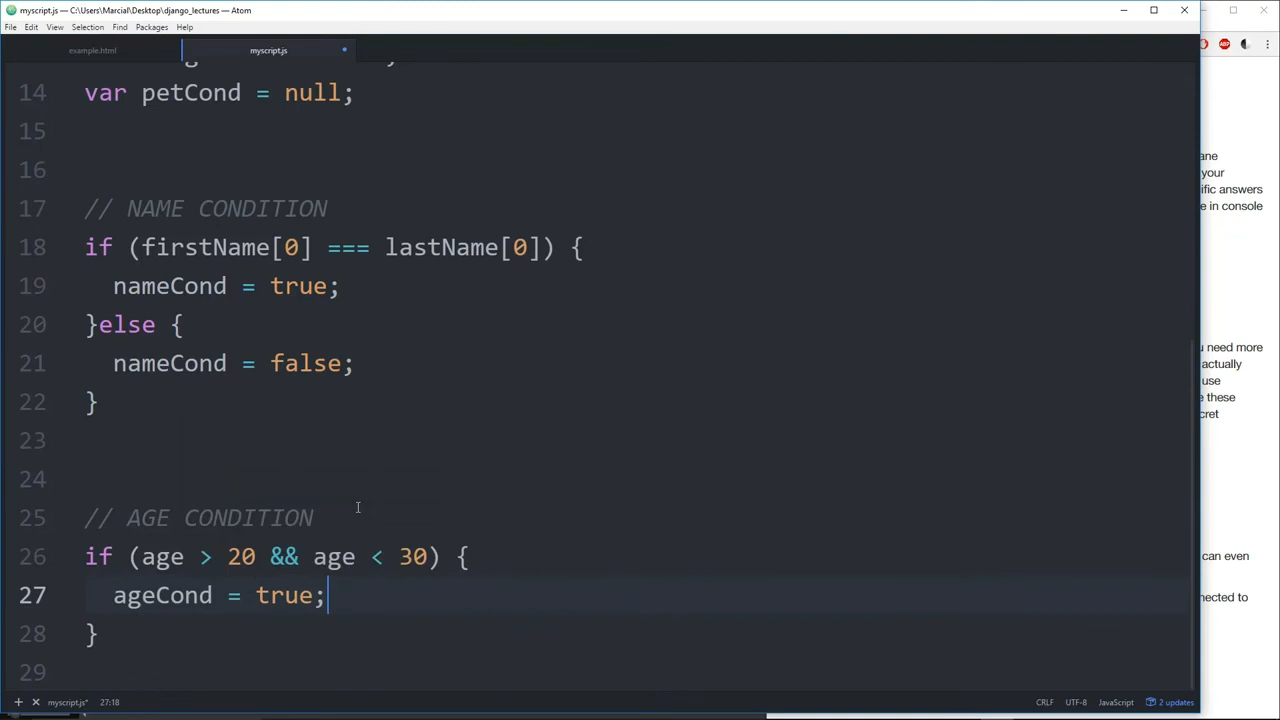 myscript.js — C:\Users\Marcial\Desktop\django_lectures — Atom
File Edit View Selection Find Packages Help
example.html myscript.js
14 var petCond = null;
15
16
17 // NAME CONDITION
18 if (firstName[0] === lastName[0]) {
19 nameCond = true;
20 }else {
21 nameCond = false;
22 }
23
24
25 // AGE CONDITION
26 if (age > 20 && age < 30) {
27 ageCond = true;
28 }
29
myscript.js* 27:18 CRLF UTF-8 JavaScript 2 updates
ABP
ane
your
ific answers
e in console
u need more
actually
use
e these
cret
can even
nected to